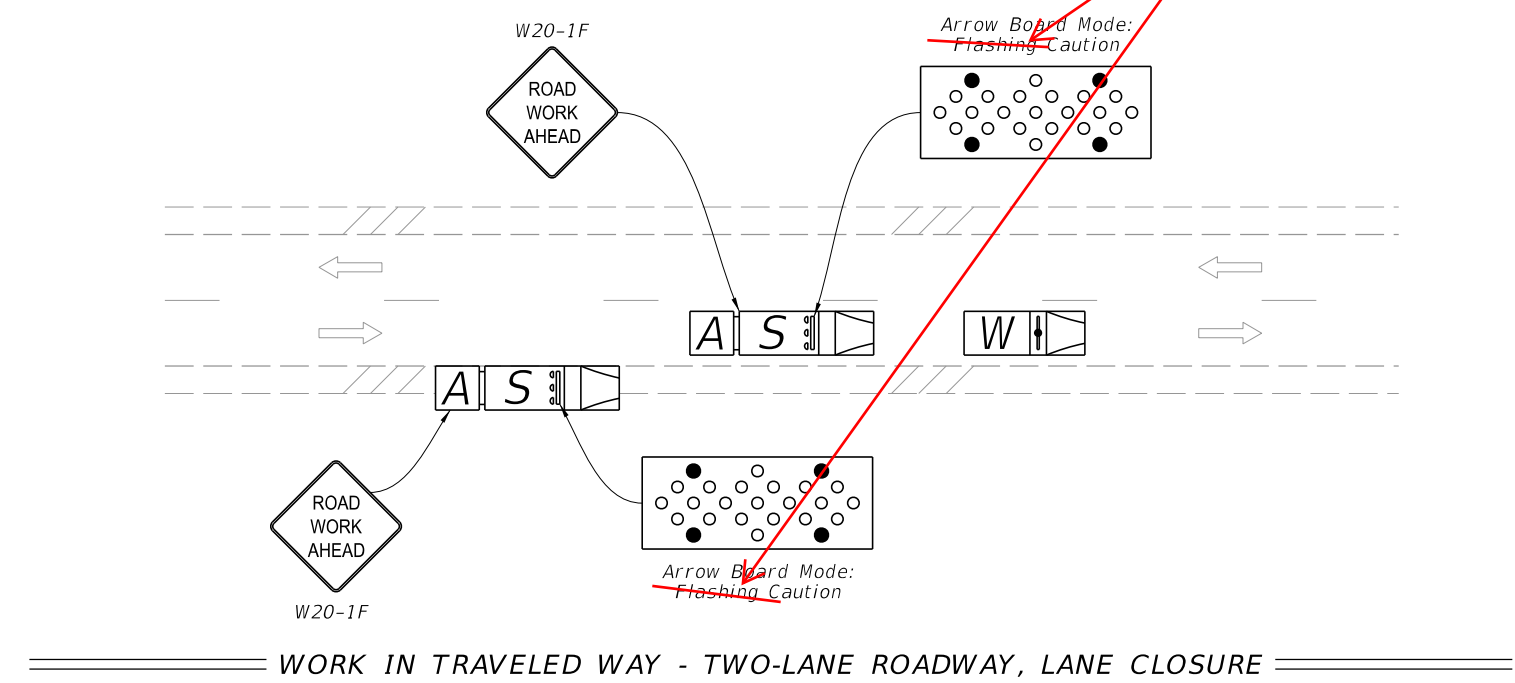 W20-1F
ROAD
WORK
AHEAD
Arrow Board Mode:
Flashing Caution
A S
W
A S
ROAD
WORK
AHEAD
W20-1F
Arrow Board Mode:
Flashing Caution
WORK IN TRAVELED WAY - TWO-LANE ROADWAY, LANE CLOSURE